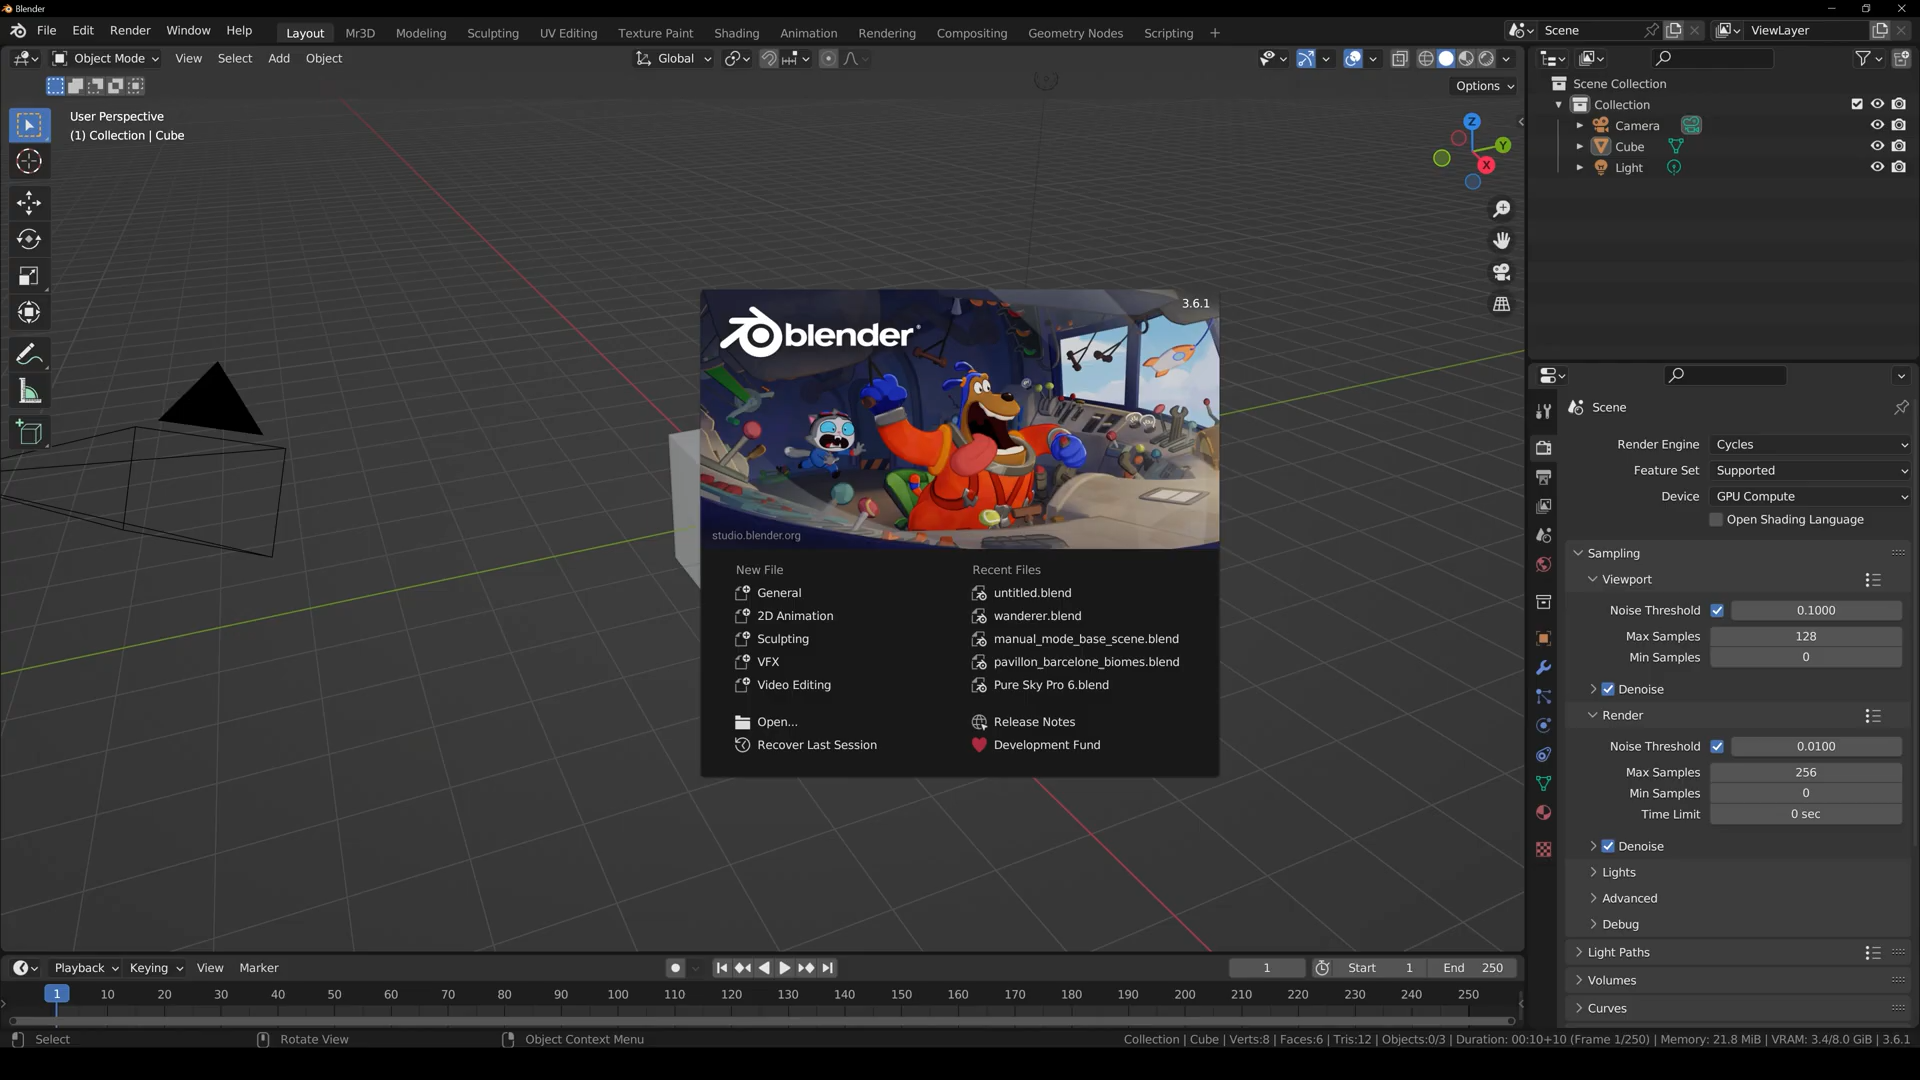 Blender
File Edit Render Window Help
Layout Mr3D Modeling Sculpting UV Editing Texture Paint Shading Animation Rendering Compositing Geometry Nodes Scripting +
Scene
ViewLayer
Object Mode View Select Add Object
Global
Options
User Perspective
(1) Collection | Cube
Z
Y
X
Scene Collection
Collection
Camera
Cube
Light
3.6.1
blender
studio.blender.org
New File
General
2D Animation
Sculpting
VFX
Video Editing
Open...
Recover Last Session
Recent Files
untitled.blend
wanderer.blend
manual_mode_base_scene.blend
pavillon_barcelone_biomes.blend
Pure Sky Pro 6.blend
Release Notes
Development Fund
Scene
Render Engine Cycles
Feature Set Supported
Device GPU Compute
Open Shading Language
Sampling
Viewport
Noise Threshold 0.1000
Max Samples 128
Min Samples 0
Denoise
Render
Noise Threshold 0.0100
Max Samples 256
Min Samples 0
Time Limit 0 sec
Denoise
Lights
Advanced
Debug
Light Paths
Volumes
Curves
Playback Keying View Marker
1 Start 1 End 250
1 10 20 30 40 50 60 70 80 90 100 110 120 130 140 150 160 170 180 190 200 210 220 230 240 250
Select Rotate View Object Context Menu
Collection | Cube | Verts:8 | Faces:6 | Tris:12 | Objects:0/3 | Duration: 00:10+10 (Frame 1/250) | Memory: 21.8 MiB | VRAM: 3.4/8.0 GiB | 3.6.1